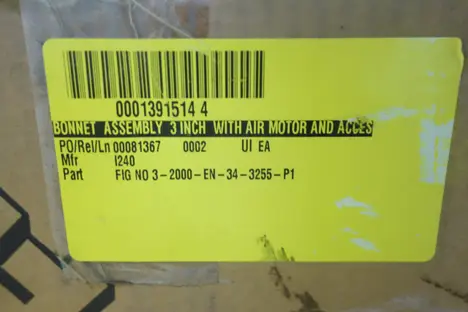 0001391514 4
BONNET ASSEMBLY 3 INCH WITH AIR MOTOR AND ACCES
PO/Rel/Ln 00081367 0002 UI EA
Mfr I240
Part FIG NO 3-2000-EN-34-3255-P1